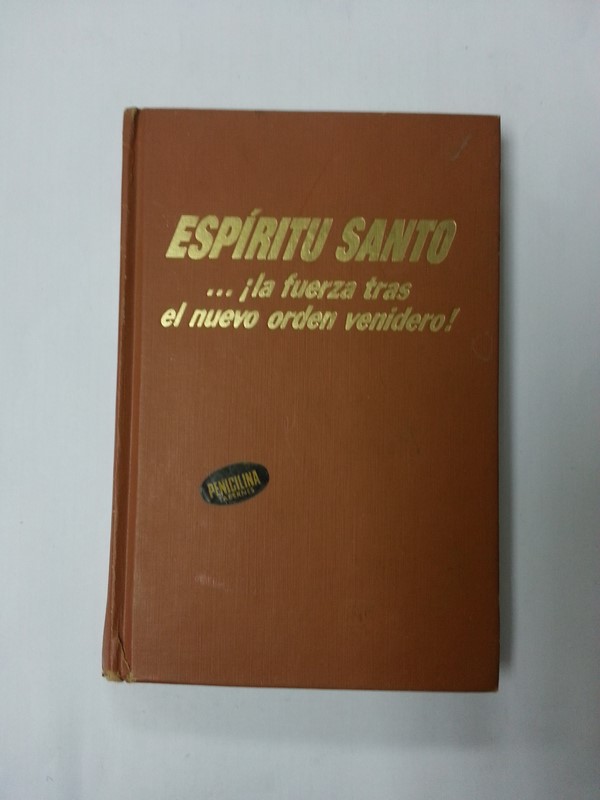 ESPÍRITU SANTO
... ¡la fuerza tras
el nuevo orden venidero!
PENICILINA